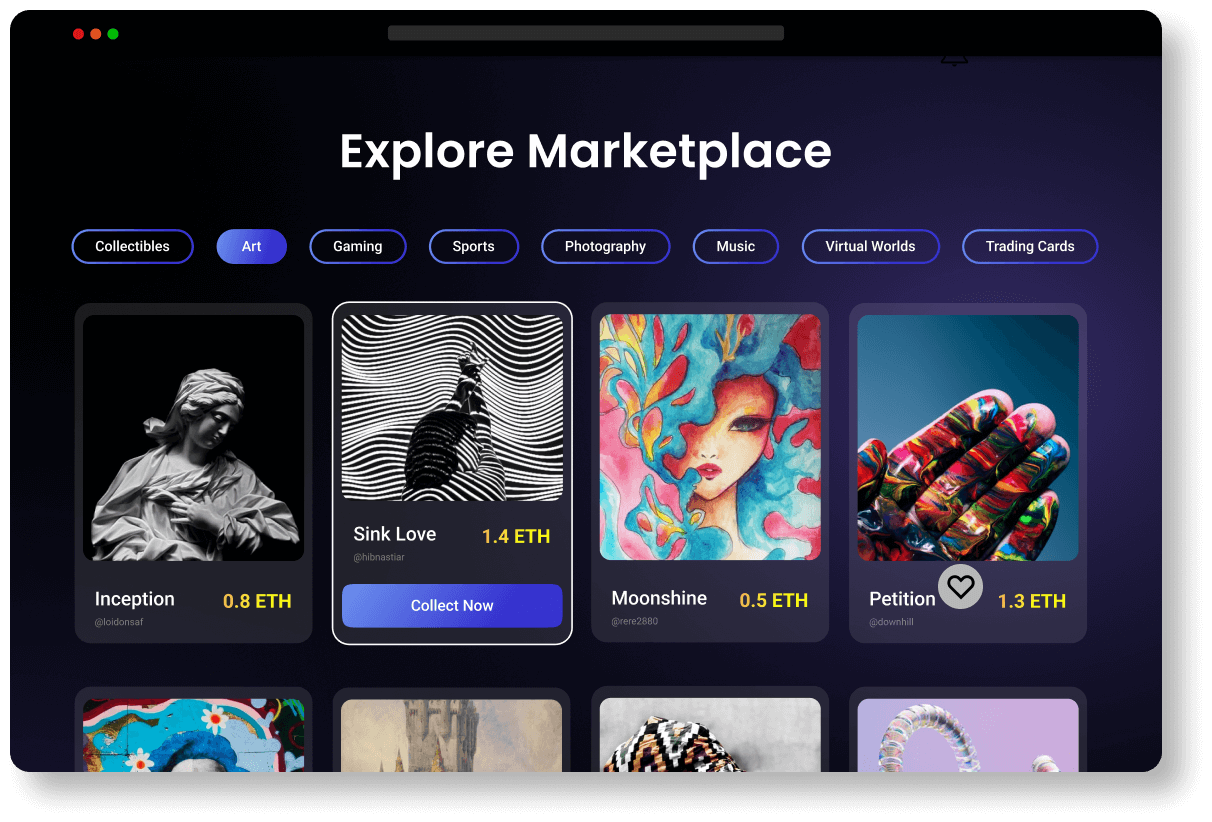 Explore Marketplace
Collectibles
Art
Gaming
Sports
Photography
Music
Virtual Worlds
Trading Cards
Inception
0.8 ETH
@loidonsaf
Sink Love
1.4 ETH
@hibnastiar
Collect Now
Moonshine
0.5 ETH
@rere2880
Petition
1.3 ETH
@downhill